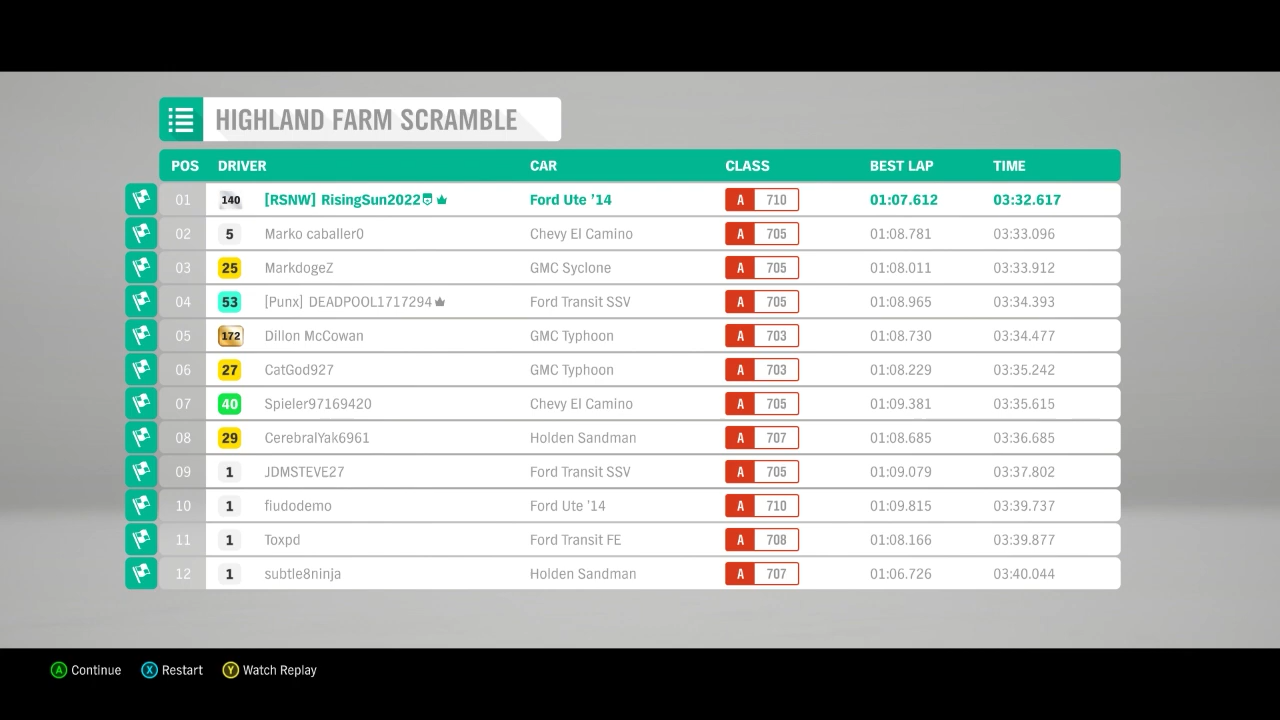 HIGHLAND FARM SCRAMBLE
POS DRIVER CAR CLASS BEST LAP TIME
01 140 [RSNW] RisingSun2022 Ford Ute '14 A 710 01:07.612 03:32.617
02 5 Marko caballer0 Chevy El Camino A 705 01:08.781 03:33.096
03 25 MarkdogeZ GMC Syclone A 705 01:08.011 03:33.912
04 53 [Punx] DEADPOOL1717294 Ford Transit SSV A 705 01:08.965 03:34.393
05 172 Dillon McCowan GMC Typhoon A 703 01:08.730 03:34.477
06 27 CatGod927 GMC Typhoon A 703 01:08.229 03:35.242
07 40 Spieler97169420 Chevy El Camino A 705 01:09.381 03:35.615
08 29 CerebralYak6961 Holden Sandman A 707 01:08.685 03:36.685
09 1 JDMSTEVE27 Ford Transit SSV A 705 01:09.079 03:37.802
10 1 fiudodemo Ford Ute '14 A 710 01:09.815 03:39.737
11 1 Toxpd Ford Transit FE A 708 01:08.166 03:39.877
12 1 subtle8ninja Holden Sandman A 707 01:06.726 03:40.044
A Continue X Restart Y Watch Replay